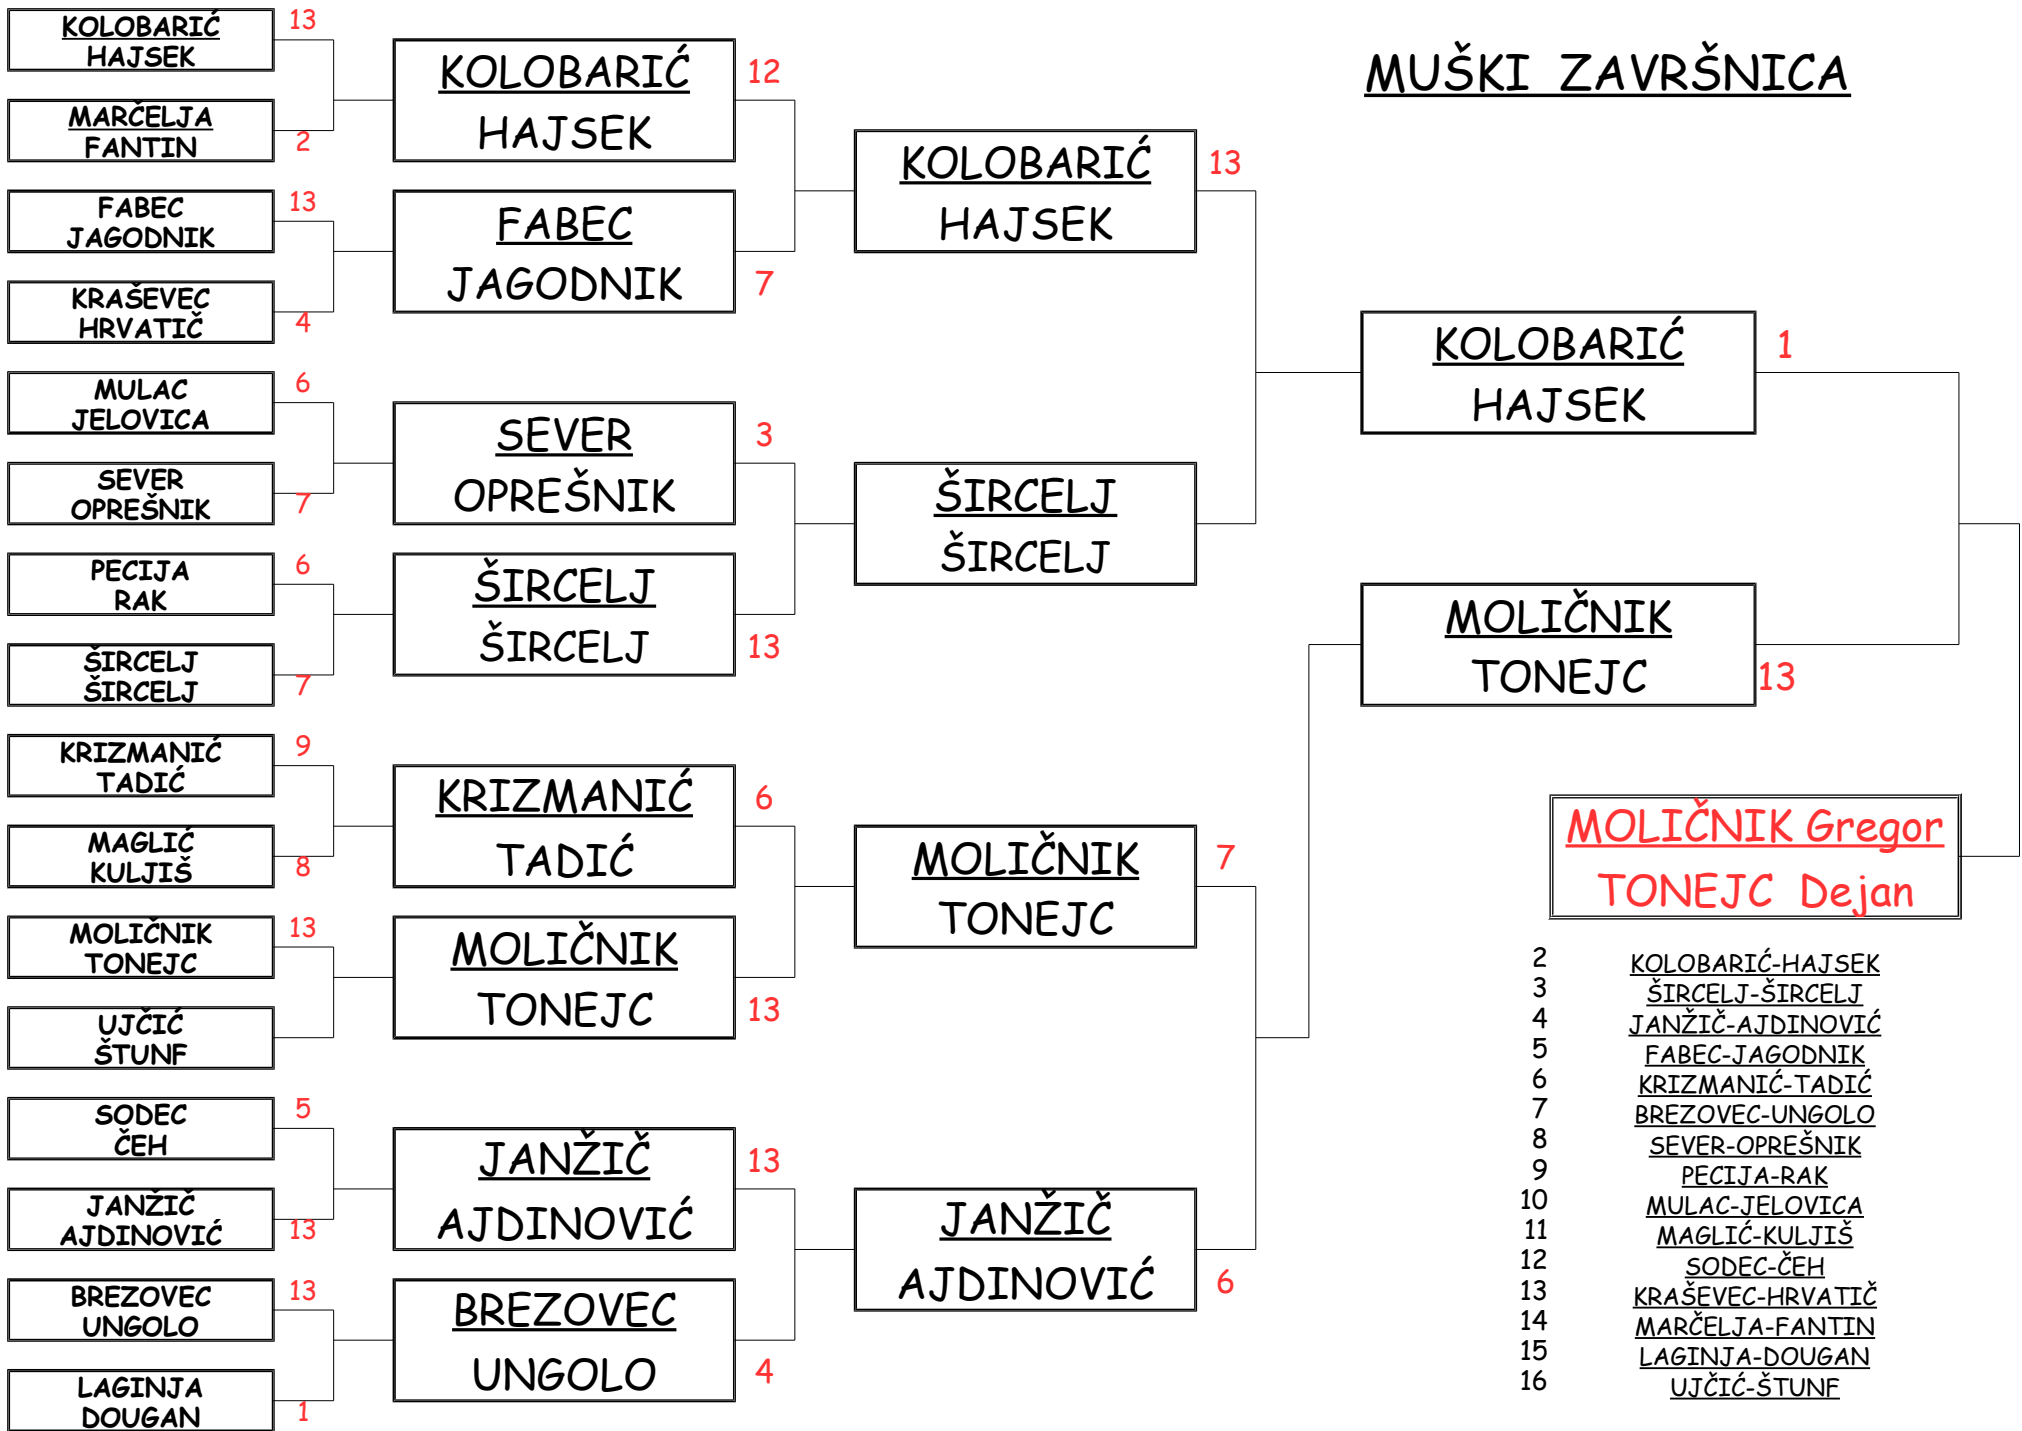 MUŠKI ZAVRŠNICA
KOLOBARIĆ
HAJSEK
13
MARČELJA
FANTIN
2
FABEC
JAGODNIK
13
KRAŠEVEC
HRVATIČ
4
MULAC
JELOVICA
6
SEVER
OPREŠNIK
7
PECIJA
RAK
6
ŠIRCELJ
ŠIRCELJ
7
KRIZMANIĆ
TADIĆ
9
MAGLIĆ
KULJIŠ
8
MOLIČNIK
TONEJC
13
UJČIĆ
ŠTUNF
SODEC
ČEH
5
JANŽIČ
AJDINOVIĆ
13
BREZOVEC
UNGOLO
13
LAGINJA
DOUGAN
1
KOLOBARIĆ
HAJSEK
12
FABEC
JAGODNIK
7
SEVER
OPREŠNIK
3
ŠIRCELJ
ŠIRCELJ
13
KRIZMANIĆ
TADIĆ
6
MOLIČNIK
TONEJC
13
JANŽIČ
AJDINOVIĆ
13
BREZOVEC
UNGOLO
4
KOLOBARIĆ
HAJSEK
13
ŠIRCELJ
ŠIRCELJ
MOLIČNIK
TONEJC
7
JANŽIČ
AJDINOVIĆ
6
KOLOBARIĆ
HAJSEK
1
MOLIČNIK
TONEJC
13
MOLIČNIK Gregor
TONEJC Dejan
2 KOLOBARIĆ-HAJSEK
3 ŠIRCELJ-ŠIRCELJ
4 JANŽIČ-AJDINOVIĆ
5 FABEC-JAGODNIK
6 KRIZMANIĆ-TADIĆ
7 BREZOVEC-UNGOLO
8 SEVER-OPREŠNIK
9 PECIJA-RAK
10 MULAC-JELOVICA
11 MAGLIĆ-KULJIŠ
12 SODEC-ČEH
13 KRAŠEVEC-HRVATIČ
14 MARČELJA-FANTIN
15 LAGINJA-DOUGAN
16 UJČIĆ-ŠTUNF